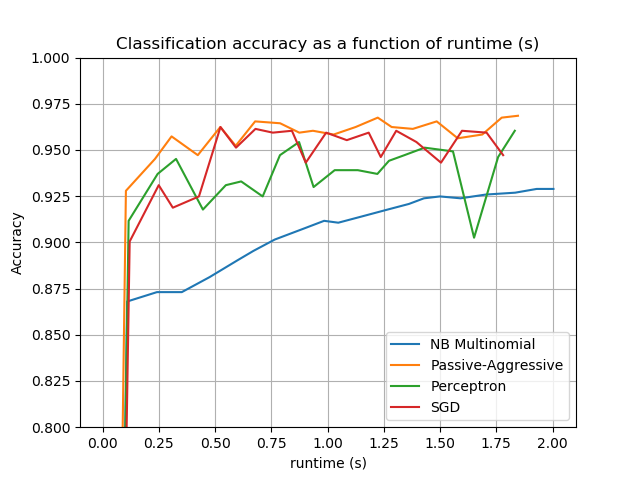 Classification accuracy as a function of runtime (s)
1.000
0.975
0.950
0.925
0.900
0.875
0.850
0.825
0.800
Accuracy
NB Multinomial
Passive-Aggressive
Perceptron
SGD
0.00 0.25 0.50 0.75 1.00 1.25 1.50 1.75 2.00
runtime (s)